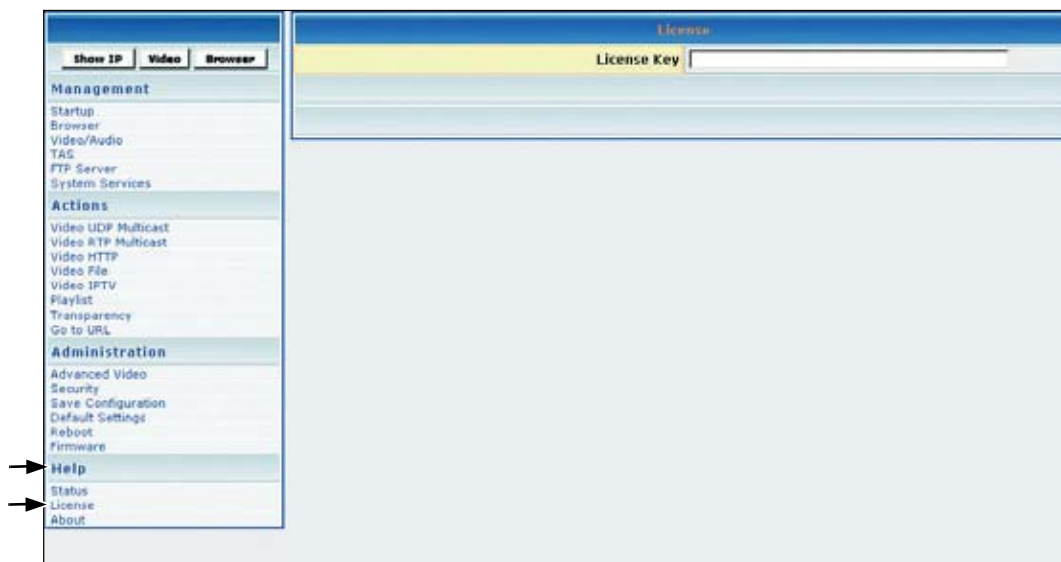 Show IP Video Browser
Management
Startup
Browser
Video/Audio
TAS
FTP Server
System Services
Actions
Video UDP Multicast
Video RTP Multicast
Video HTTP
Video File
Video IPTV
Playlist
Transparency
Go to URL
Administration
Advanced Video
Security
Save Configuration
Default Settings
Reboot
Firmware
Help
Status
License
About
License
License Key